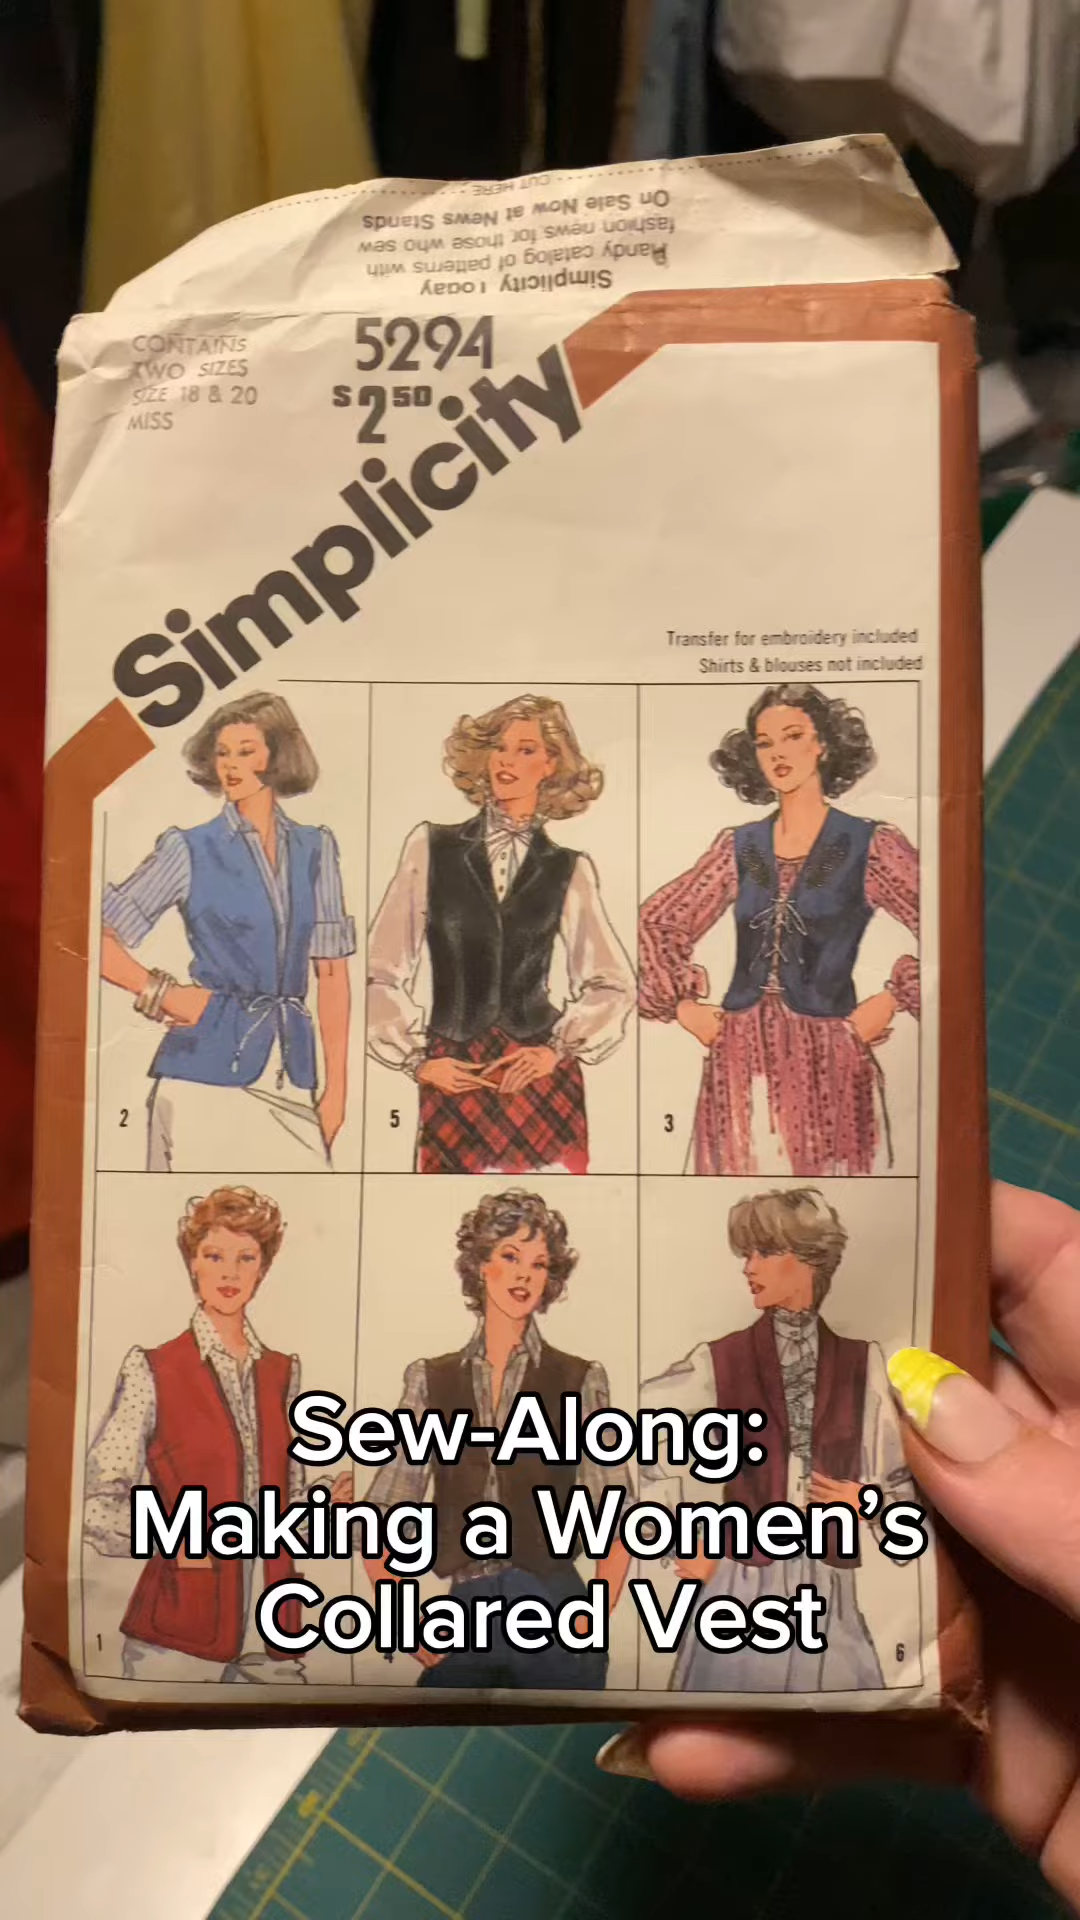 CUT HERE
On Sale Now at News Stands
fashion news for those who sew
Handy catalog of patterns with
Simplicity Today
CONTAINS
TWO SIZES
SIZE 18 & 20
MISS
5294
$2.50
Simplicity
Transfer for embroidery included
Shirts & blouses not included
2
5
3
1
4
6
Sew-Along:
Making a Women’s
Collared Vest